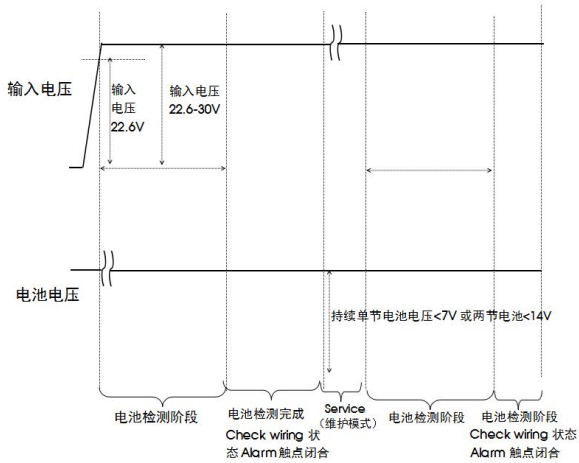 输入电压
输入
电压
22.6V
输入电压
22.6-30V
电池电压
持续单节电池电压<7V 或两节电池<14V
电池检测阶段
电池检测完成
Check wiring 状
态 Alarm 触点闭合
Service
（维护模式）
电池检测阶段
电池检测阶段
Check wiring 状态
Alarm 触点闭合